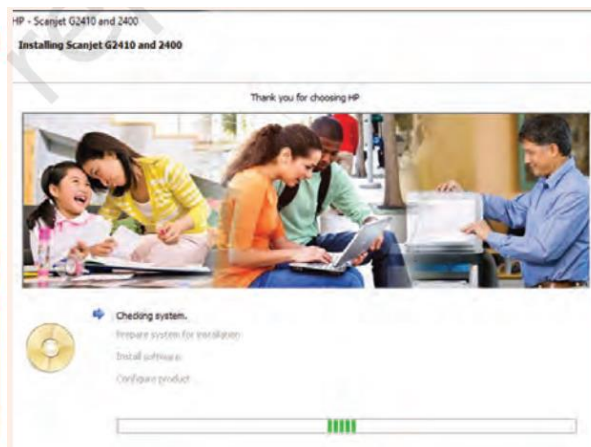 HP - Scanjet G2410 and 2400
Installing Scanjet G2410 and 2400
Thank you for choosing HP
Checking system.
Prepare system for installation
Install software.
Configure product